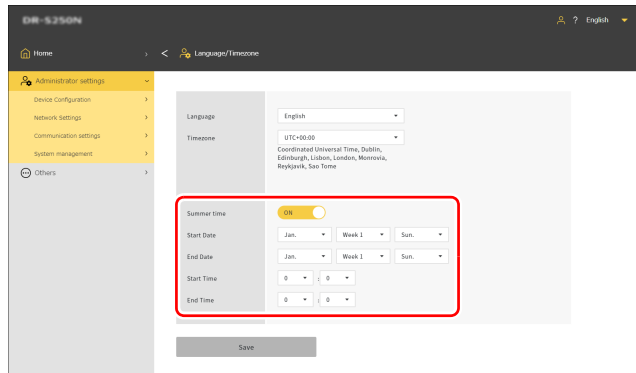 DR-S250N
? English
Home
Language/Timezone
Administrator settings
Device Configuration
Network Settings
Communication settings
System management
Others
Language English
Timezone UTC+00:00
Coordinated Universal Time, Dublin,
Edinburgh, Lisbon, London, Monrovia,
Reykjavik, Sao Tome
Summer time ON
Start Date Jan. Week 1 Sun.
End Date Jan. Week 1 Sun.
Start Time 0 : 0
End Time 0 : 0
Save